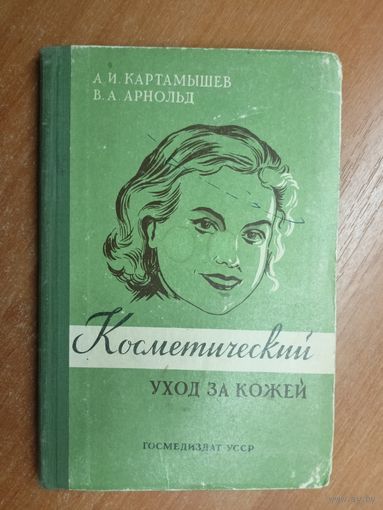 А. И. КАРТАМЫШЕВ
В. А. АРНОЛЬД
Косметический
УХОД ЗА КОЖЕЙ
ГОСМЕДИЗДАТ УССР